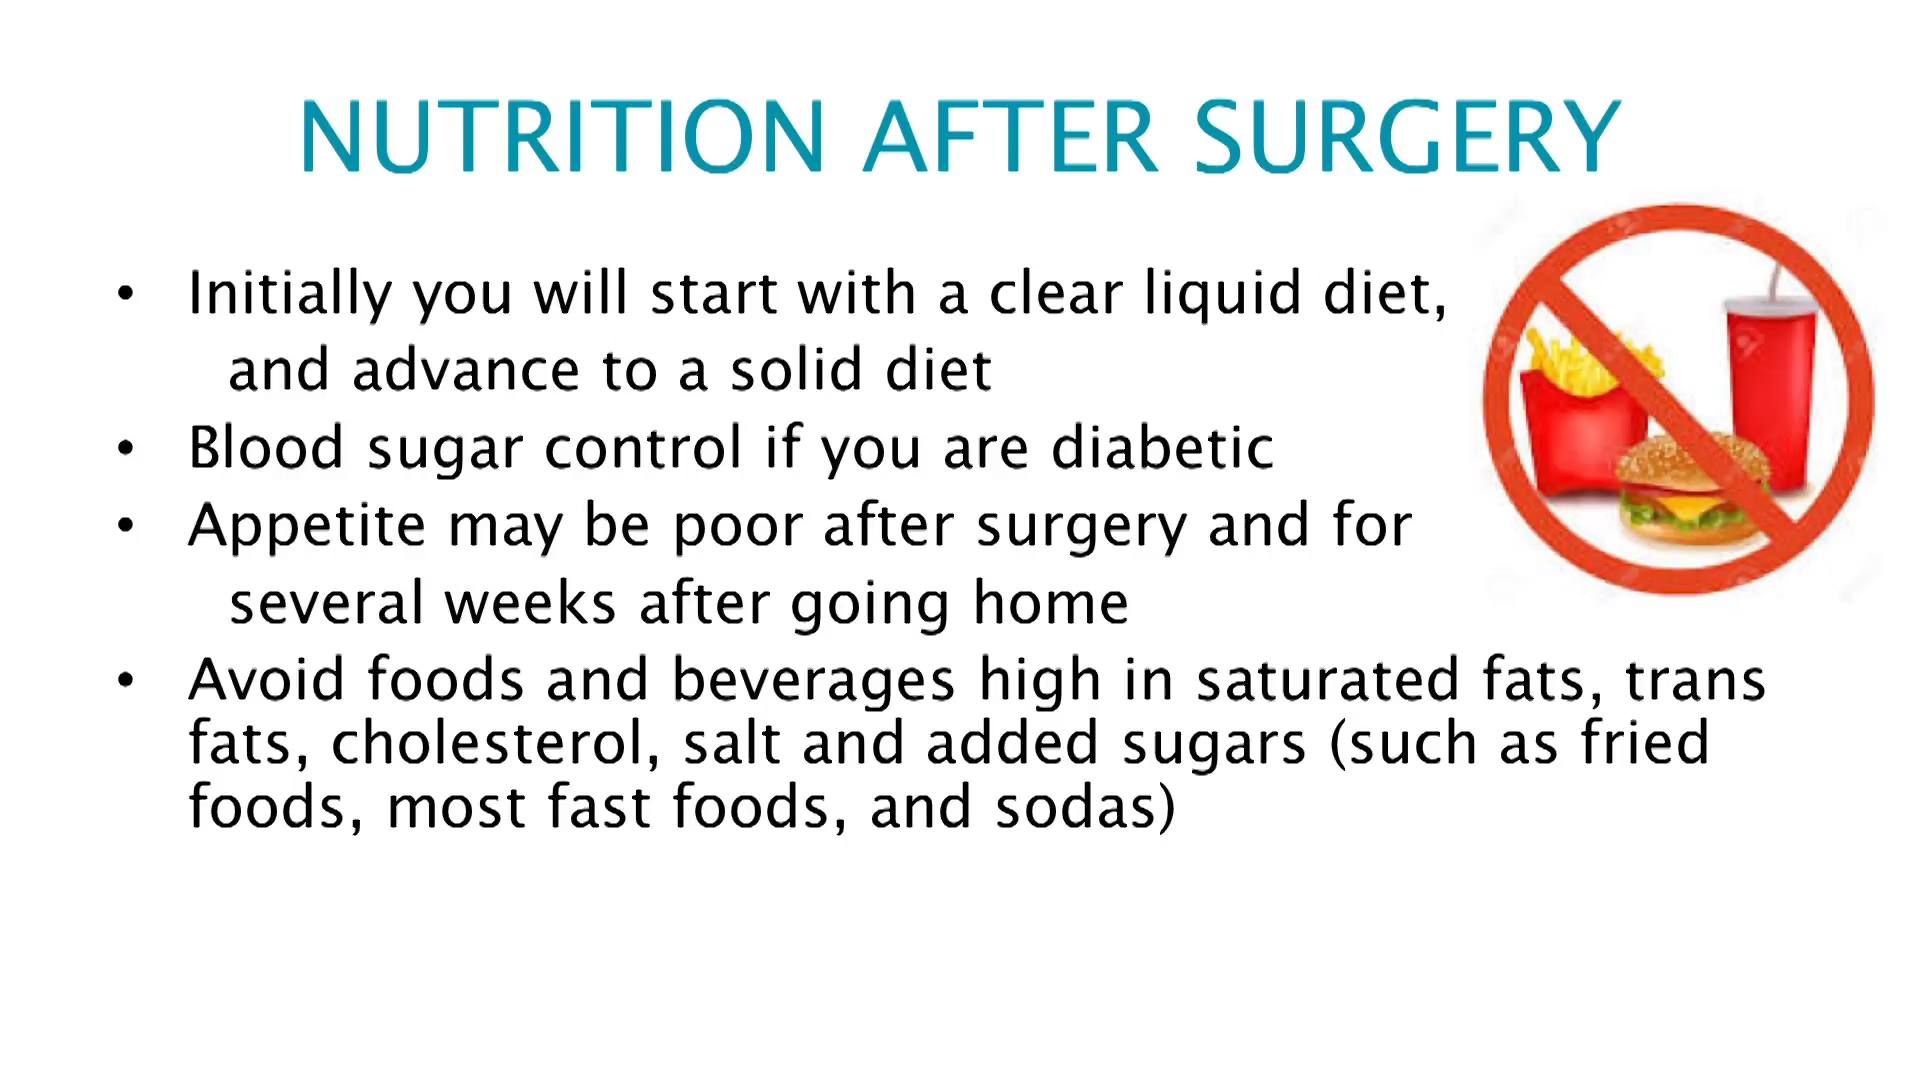 NUTRITION AFTER SURGERY
• Initially you will start with a clear liquid diet,
and advance to a solid diet
• Blood sugar control if you are diabetic
• Appetite may be poor after surgery and for
several weeks after going home
• Avoid foods and beverages high in saturated fats, trans
fats, cholesterol, salt and added sugars (such as fried
foods, most fast foods, and sodas)